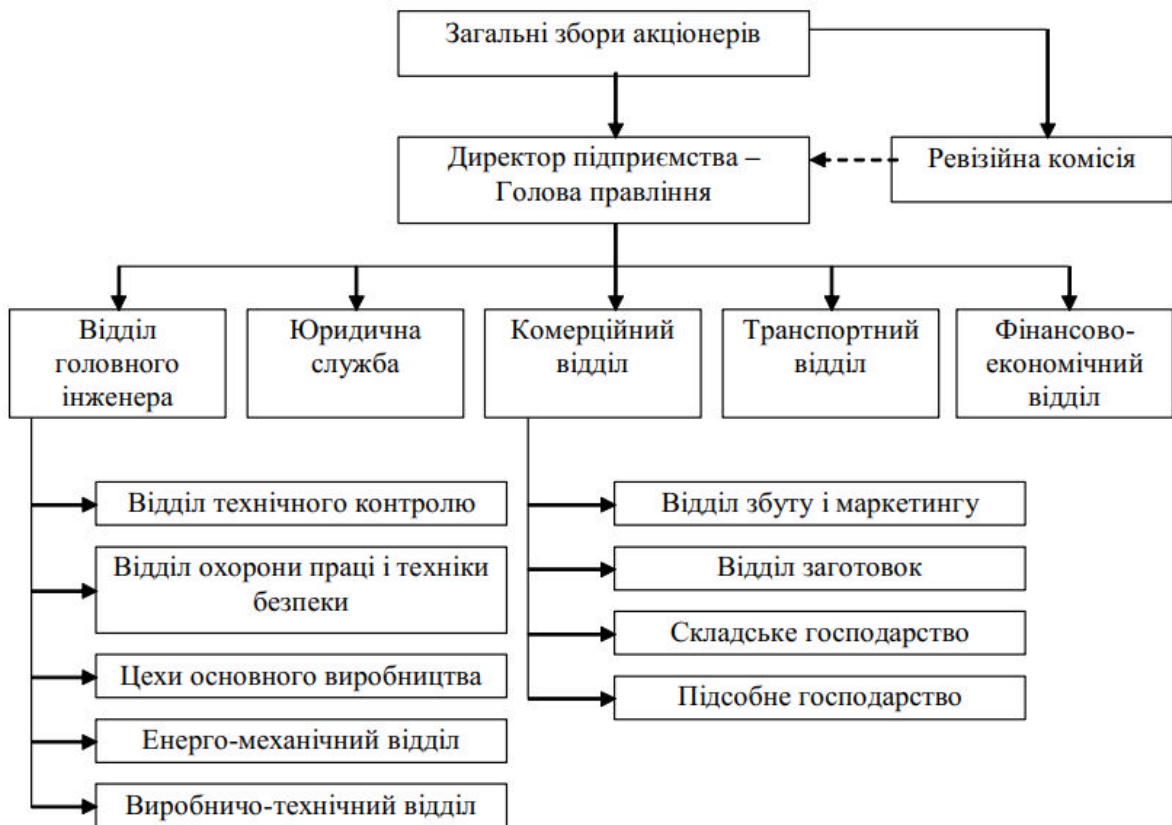 Загальні збори акціонерів
Директор підприємства –
Голова правління
Ревізійна комісія
Відділ
головного
інженера
Юридична
служба
Комерційний
відділ
Транспортний
відділ
Фінансово-
економічний
відділ
Відділ технічного контролю
Відділ охорони праці і техніки
безпеки
Цехи основного виробництва
Енерго-механічний відділ
Виробничо-технічний відділ
Відділ збуту і маркетингу
Відділ заготовок
Складське господарство
Підсобне господарство